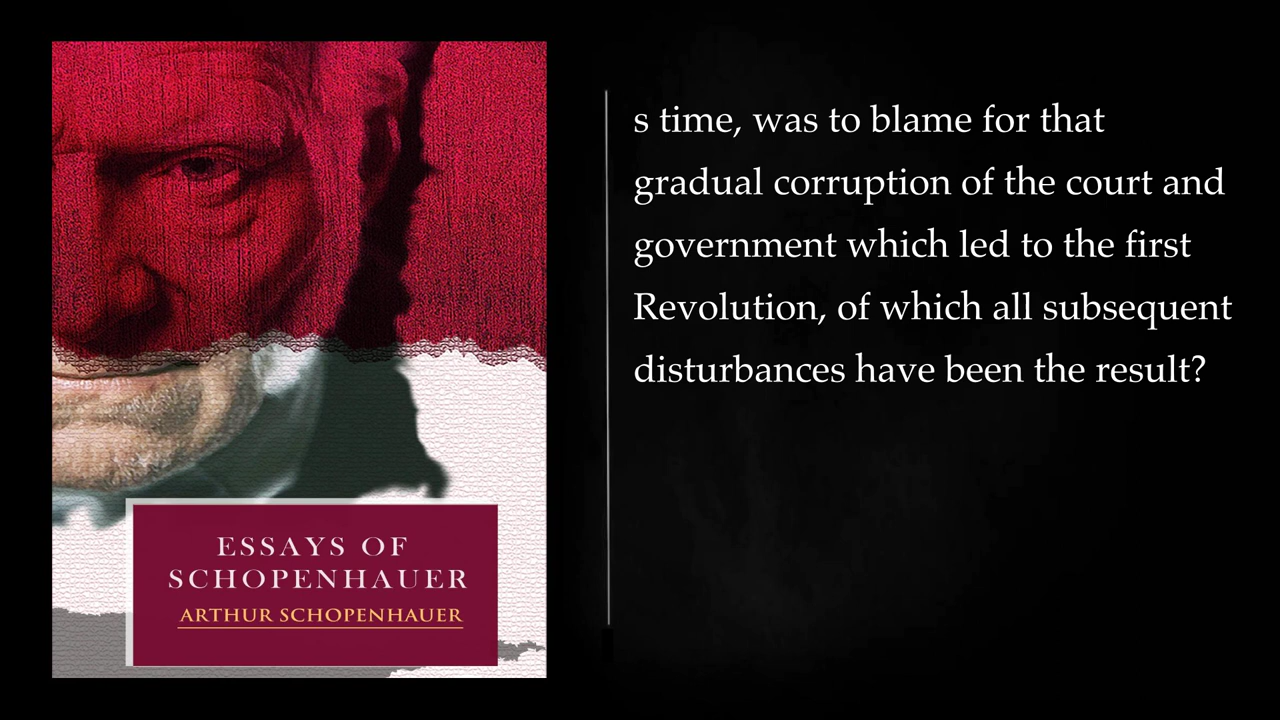 ESSAYS OF
SCHOPENHAUER
ARTHUR SCHOPENHAUER
s time, was to blame for that
gradual corruption of the court and
government which led to the first
Revolution, of which all subsequent
disturbances have been the result?